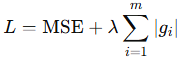 L = MSE + λ ∑_{i=1}^{m} |g_i|